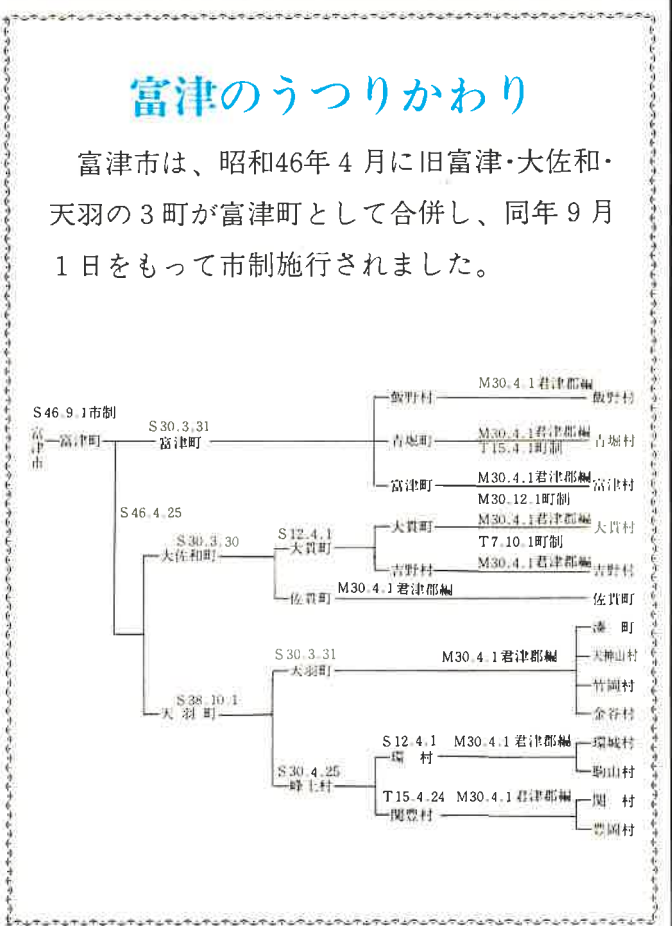 富津のうつりかわり
富津市は、昭和46年4月に旧富津・大佐和・
天羽の3町が富津町として合併し、同年9月
1日をもって市制施行されました。
S46.9.1市制
富津市
富津町
S30.3.31
富津町
飯野村
M30.4.1君津郡編
飯野村
青堀町
M30.4.1君津郡編
T15.4.1町制
青堀村
富津町
M30.4.1君津郡編
M30.12.1町制
富津村
S46.4.25
S30.3.30
大佐和町
S12.4.1
大貫町
大貫町
M30.4.1君津郡編
T7.10.1町制
大貫村
吉野村
M30.4.1君津郡編
吉野村
佐貫町
M30.4.1君津郡編
佐貫町
S38.10.1
天羽町
S30.3.31
天羽町
M30.4.1君津郡編
湊町
天神山村
竹岡村
金谷村
S30.4.25
峰上村
S12.4.1
環村
M30.4.1君津郡編
環城村
駒山村
T15.4.24
関豊村
M30.4.1君津郡編
関村
豊岡村